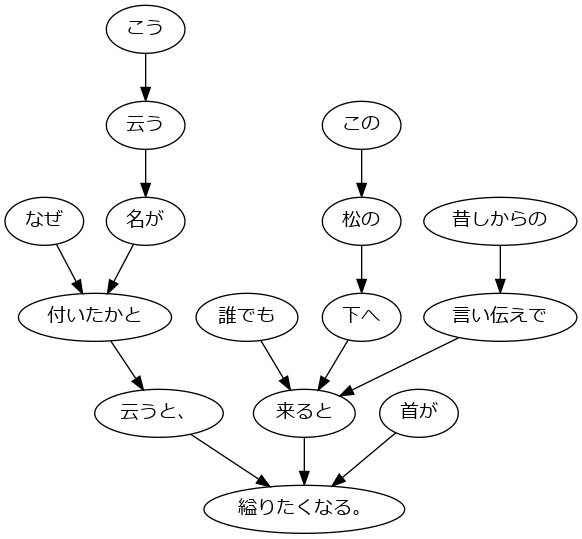 こう
云う
この
なぜ
名が
松の
昔しからの
付いたかと
誰でも
下へ
言い伝えで
云うと、
来ると
首が
縊りたくなる。